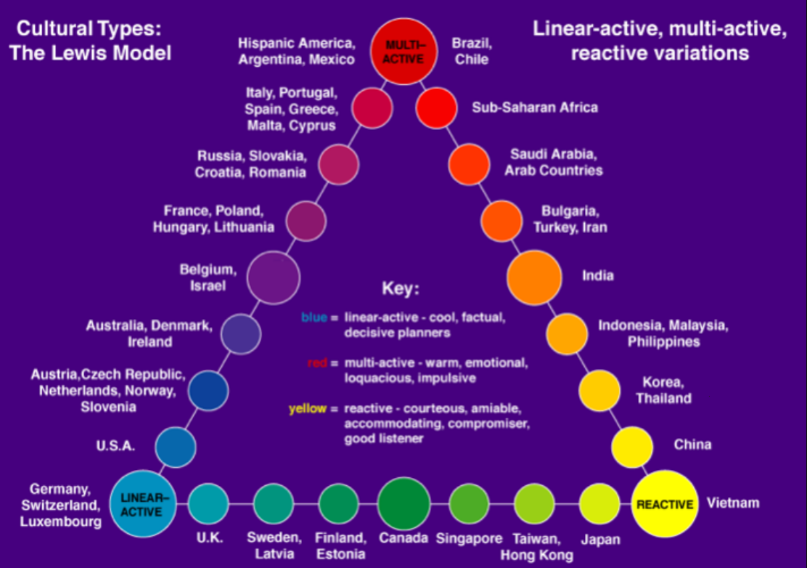 Cultural Types:
The Lewis Model
Linear-active, multi-active,
reactive variations
Hispanic America,
Argentina, Mexico
MULTI–
ACTIVE
Brazil,
Chile
Italy, Portugal,
Spain, Greece,
Malta, Cyprus
Sub-Saharan Africa
Russia, Slovakia,
Croatia, Romania
Saudi Arabia,
Arab Countries
France, Poland,
Hungary, Lithuania
Bulgaria,
Turkey, Iran
Belgium,
Israel
India
Key:
blue = linear-active - cool, factual,
decisive planners
red = multi-active - warm, emotional,
loquacious, impulsive
yellow = reactive - courteous, amiable,
accommodating, compromiser,
good listener
Australia, Denmark,
Ireland
Indonesia, Malaysia,
Philippines
Austria,Czech Republic,
Netherlands, Norway,
Slovenia
Korea,
Thailand
U.S.A.
China
Germany,
Switzerland,
Luxembourg
LINEAR–
ACTIVE
U.K.
Sweden,
Latvia
Finland,
Estonia
Canada
Singapore
Taiwan,
Hong Kong
Japan
REACTIVE
Vietnam